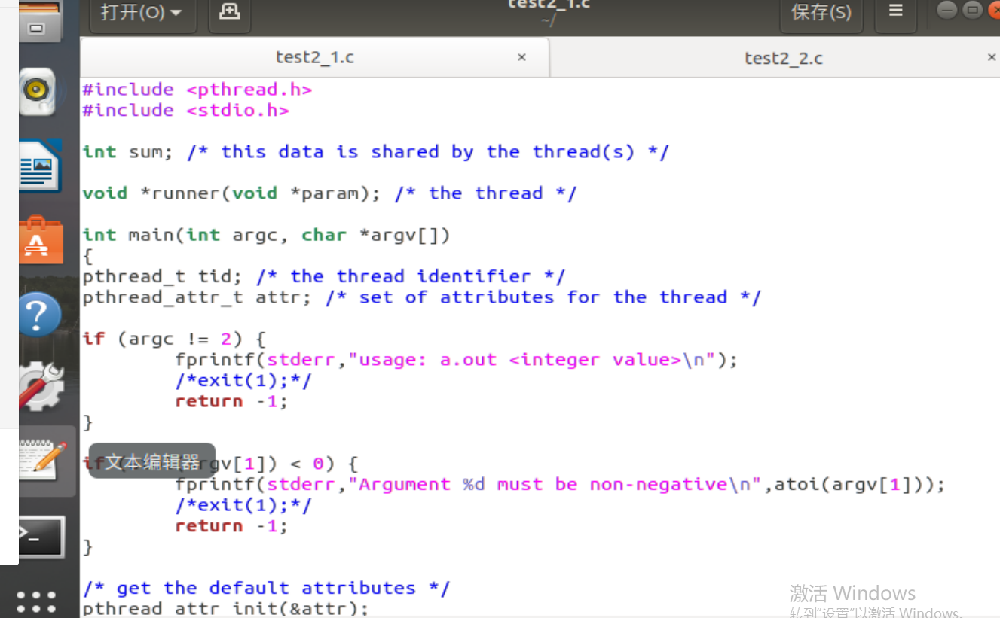 打开(O)
test2_1.c
~/
保存(S)
test2_1.c ×
test2_2.c ×
#include <pthread.h>
#include <stdio.h>
int sum; /* this data is shared by the thread(s) */
void *runner(void *param); /* the thread */
int main(int argc, char *argv[])
{
pthread_t tid; /* the thread identifier */
pthread_attr_t attr; /* set of attributes for the thread */
if (argc != 2) {
fprintf(stderr,"usage: a.out <integer value>\n");
/*exit(1);*/
return -1;
}
文本编辑器
if gv[1]) < 0) {
fprintf(stderr,"Argument %d must be non-negative\n",atoi(argv[1]));
/*exit(1);*/
return -1;
}
/* get the default attributes */
pthread_attr_init(&attr);
激活 Windows
转到"设置"以激活 Windows。